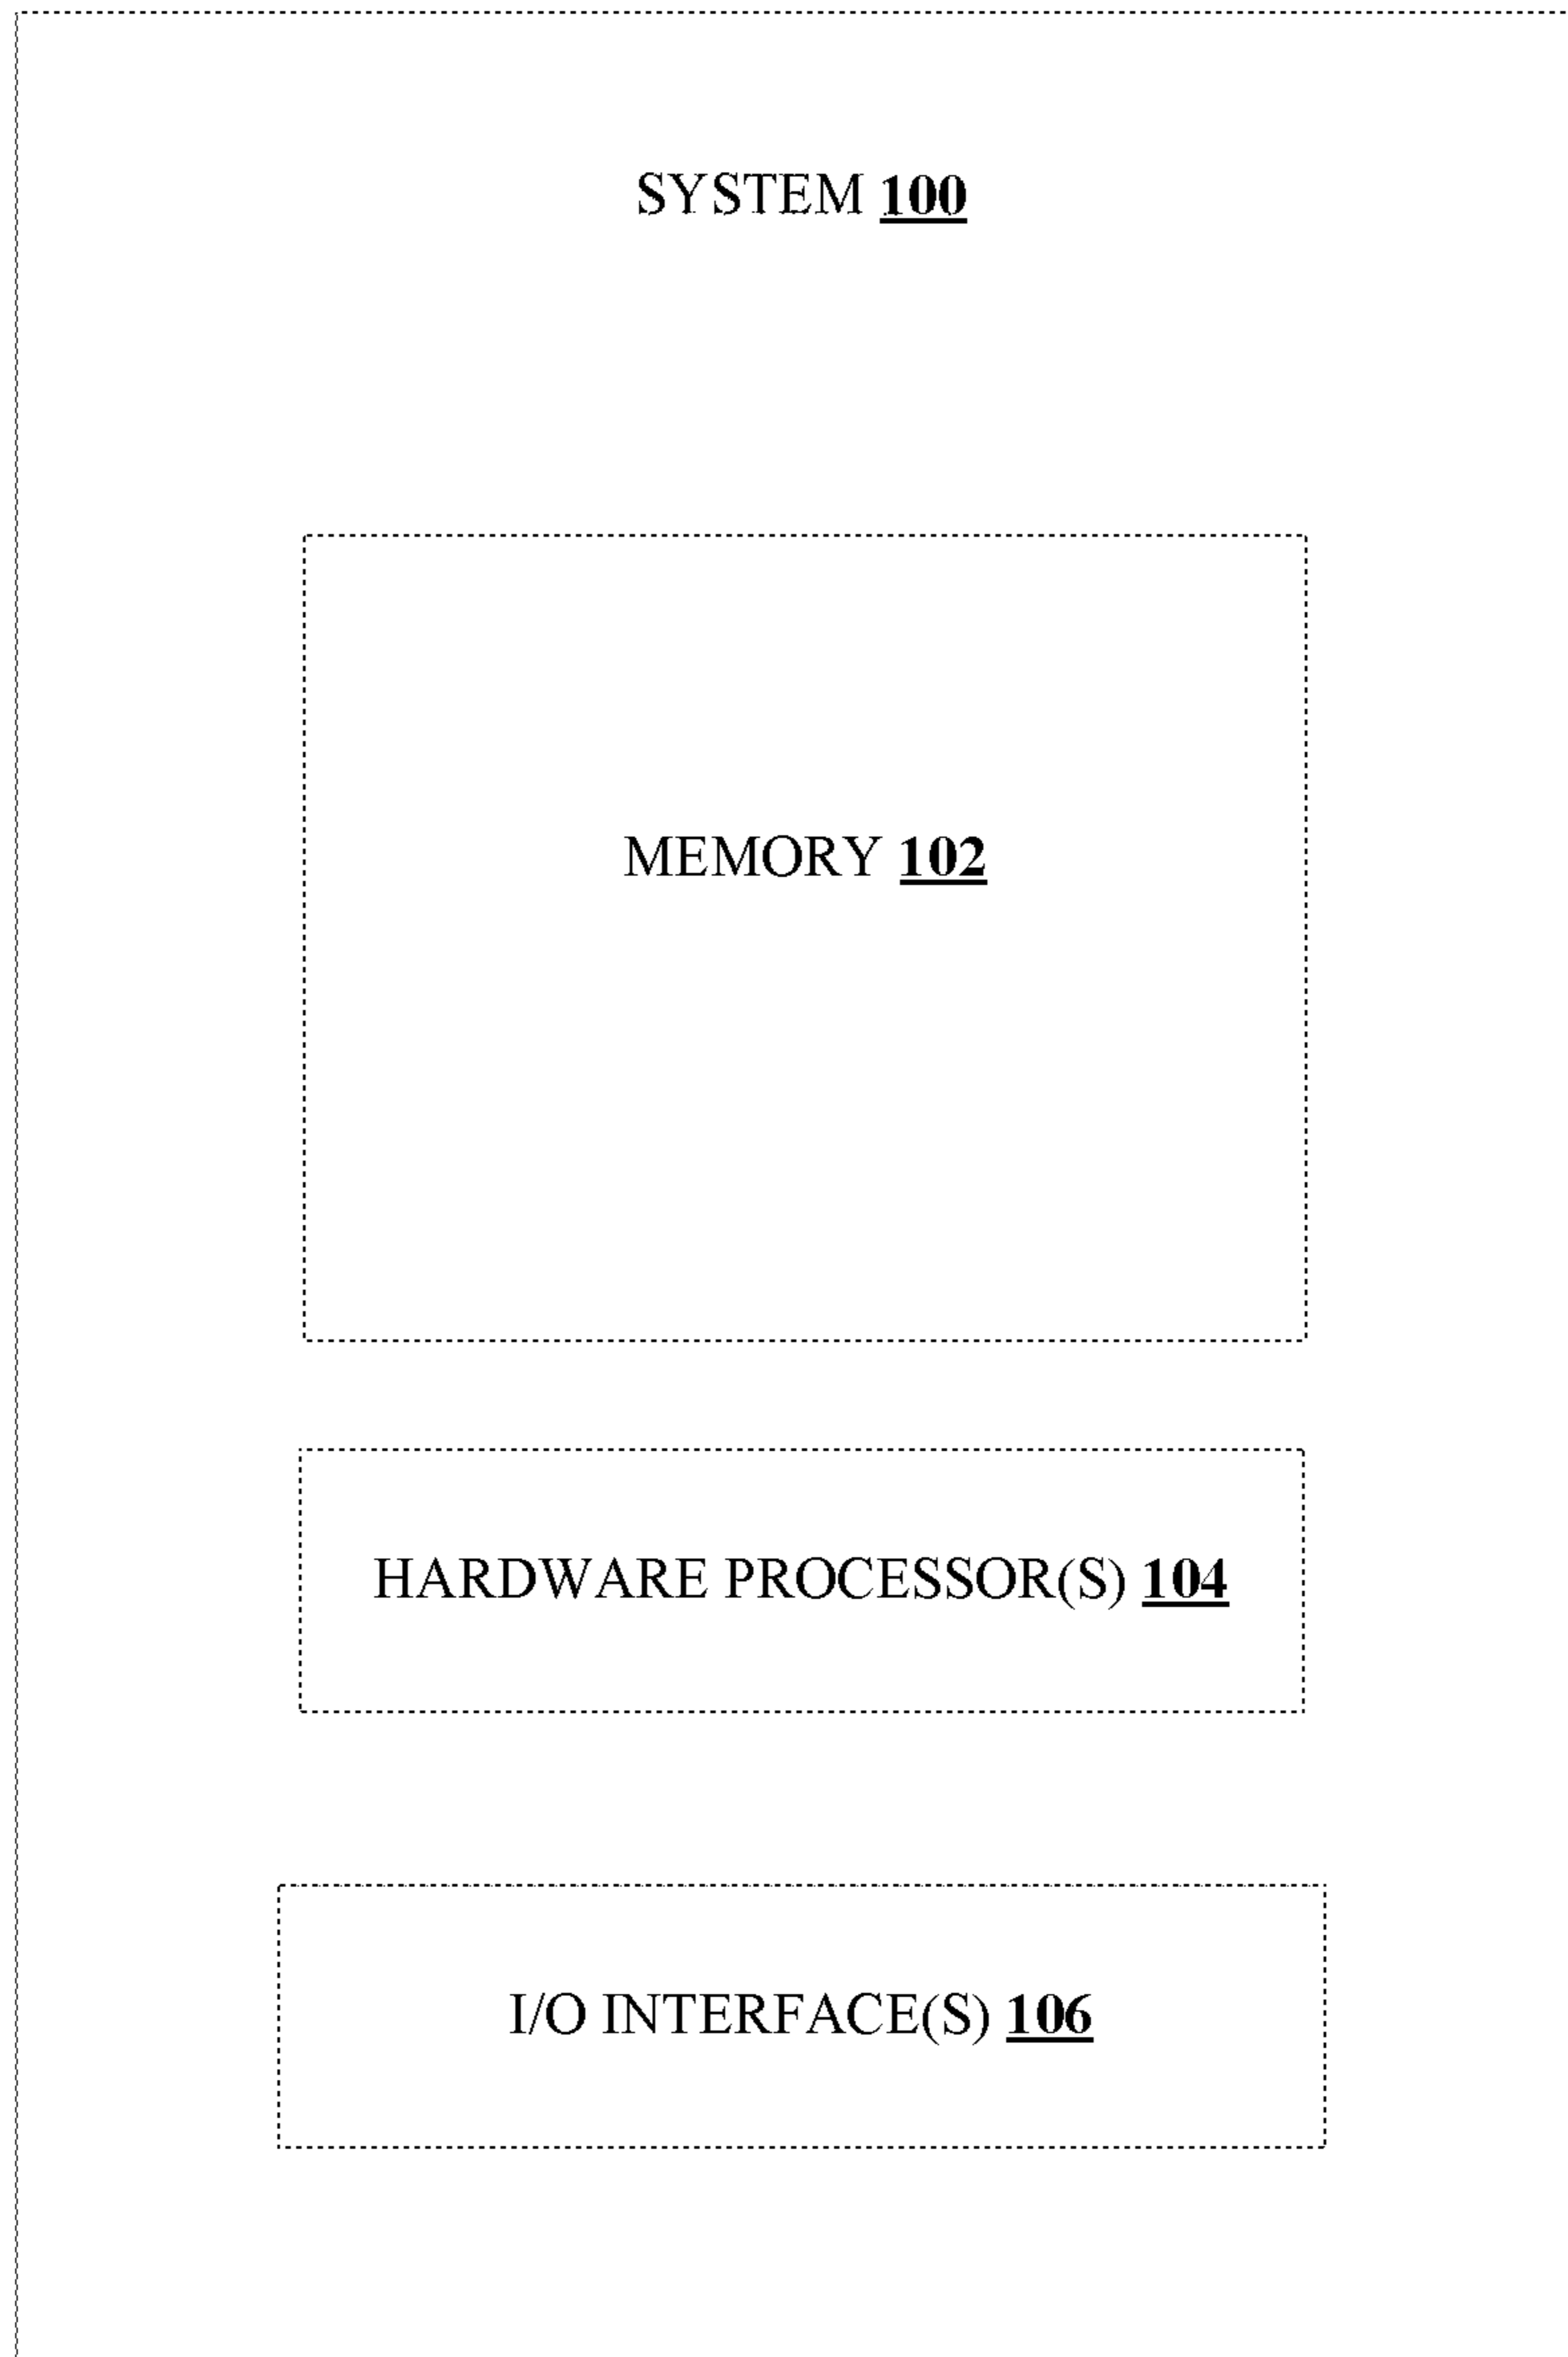 SYSTEM 100
MEMORY 102
HARDWARE PROCESSOR(S) 104
I/O INTERFACE(S) 106